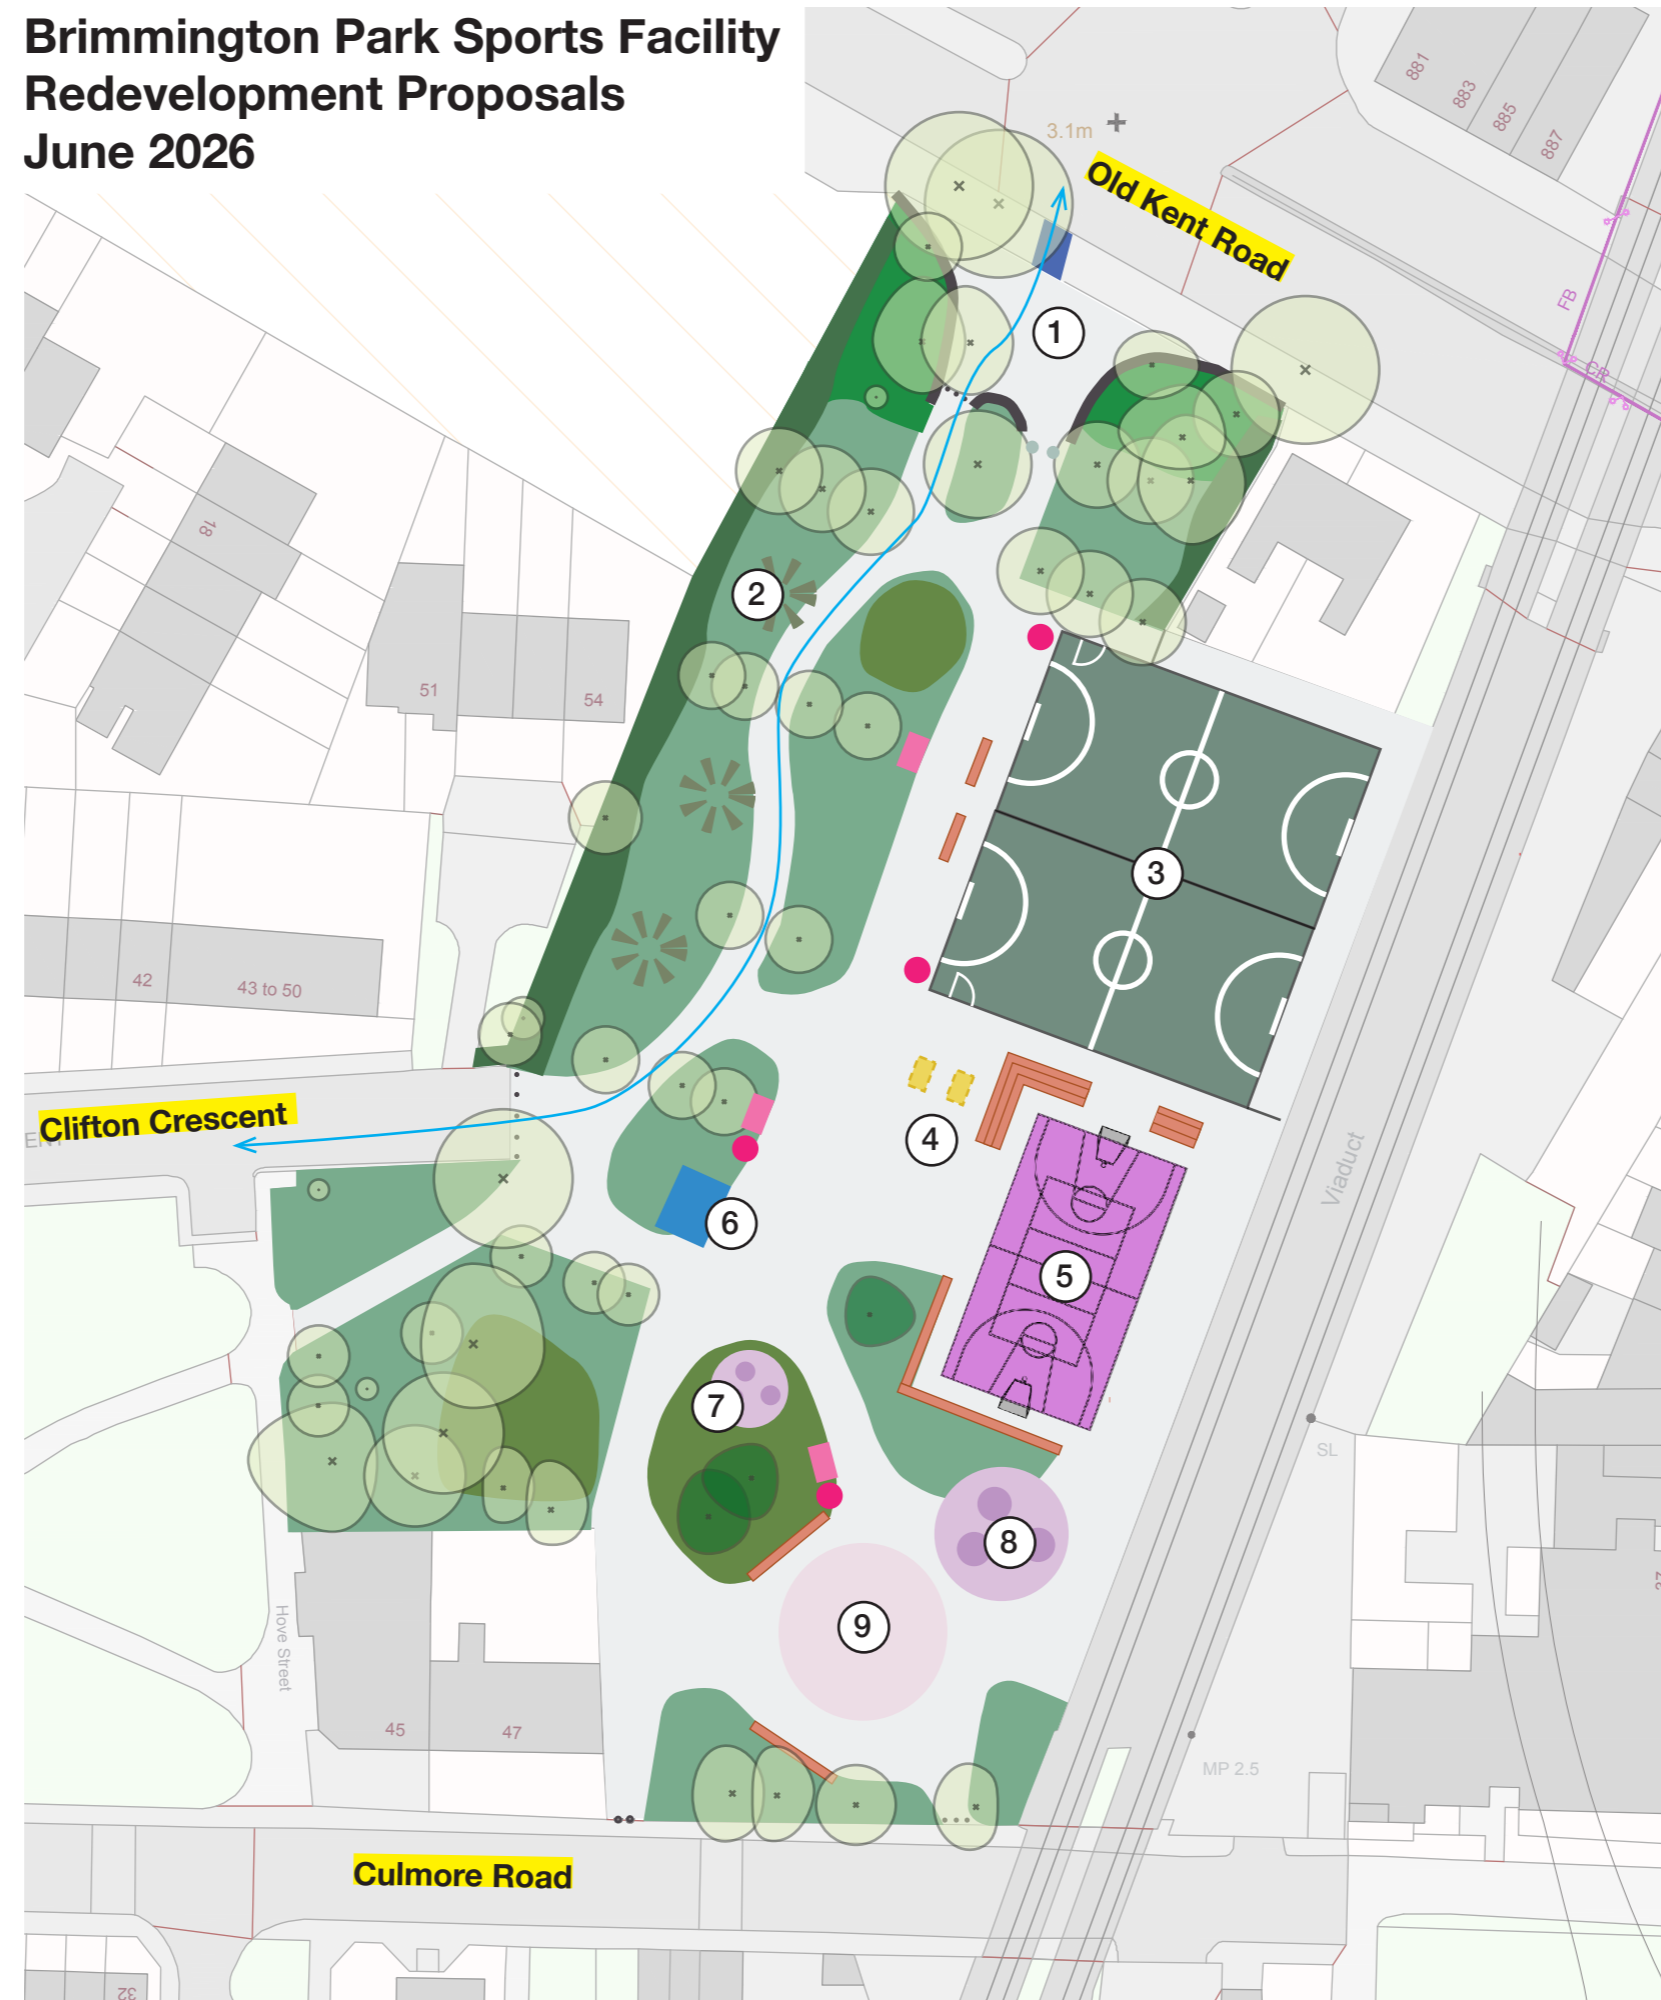 Brimmington Park Sports Facility
Redevelopment Proposals
June 2026
881
883
885
887
3.1m
Old Kent Road
FB
CR
1
18
2
51
54
3
42
43 to 50
Clifton Crescent
4
Viaduct
6
5
7
SL
8
9
Hove Street
45
47
MP 2.5
Culmore Road
32